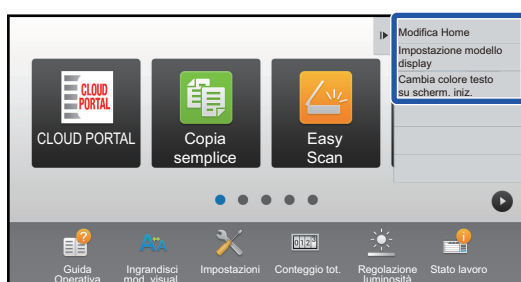 Modifica Home
Impostazione modello
display
Cambia colore testo
su scherm. iniz.
CLOUD
PORTAL
CLOUD PORTAL
Copia
semplice
Easy
Scan
Guida
Operativa
Ingrandisci
mod. visual.
Impostazioni
Conteggio tot.
Regolazione
luminosità
Stato lavoro